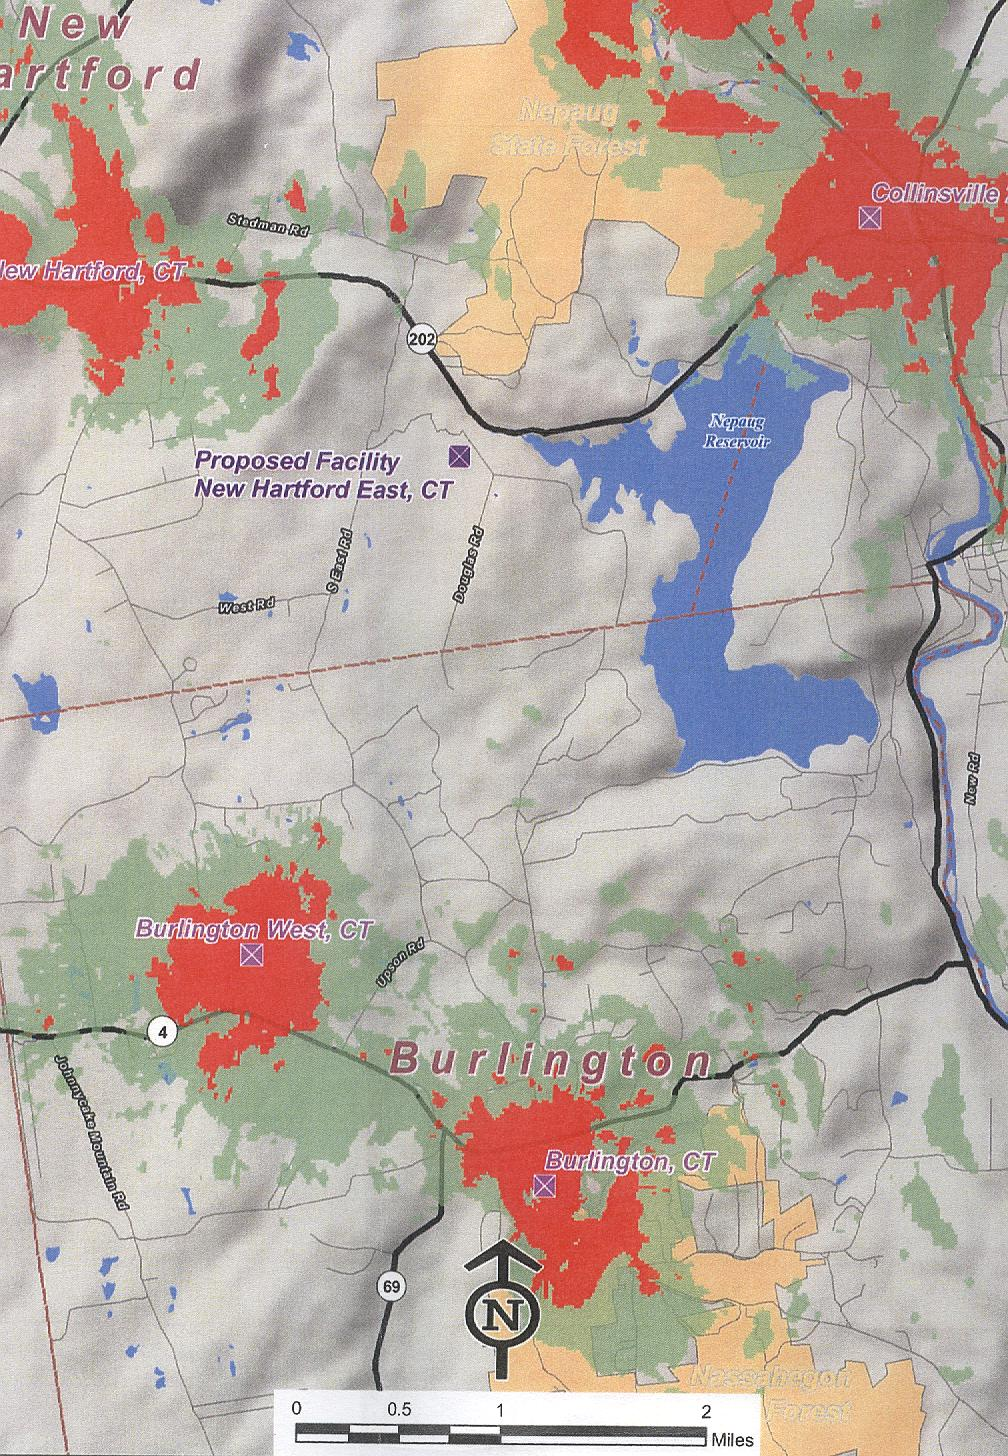 New
artford
Nepaug
State Forest
Collinsville
Stedman Rd
New Hartford, CT
202
Nepaug
Reservoir
Proposed Facility
New Hartford East, CT
S East Rd
Douglas Rd
West Rd
New Rd
Burlington West, CT
Upson Rd
4
Burlington
Johnnycake Mountain Rd
Burlington, CT
69
N
Nassahegon
Forest
0 0.5 1 2
Miles